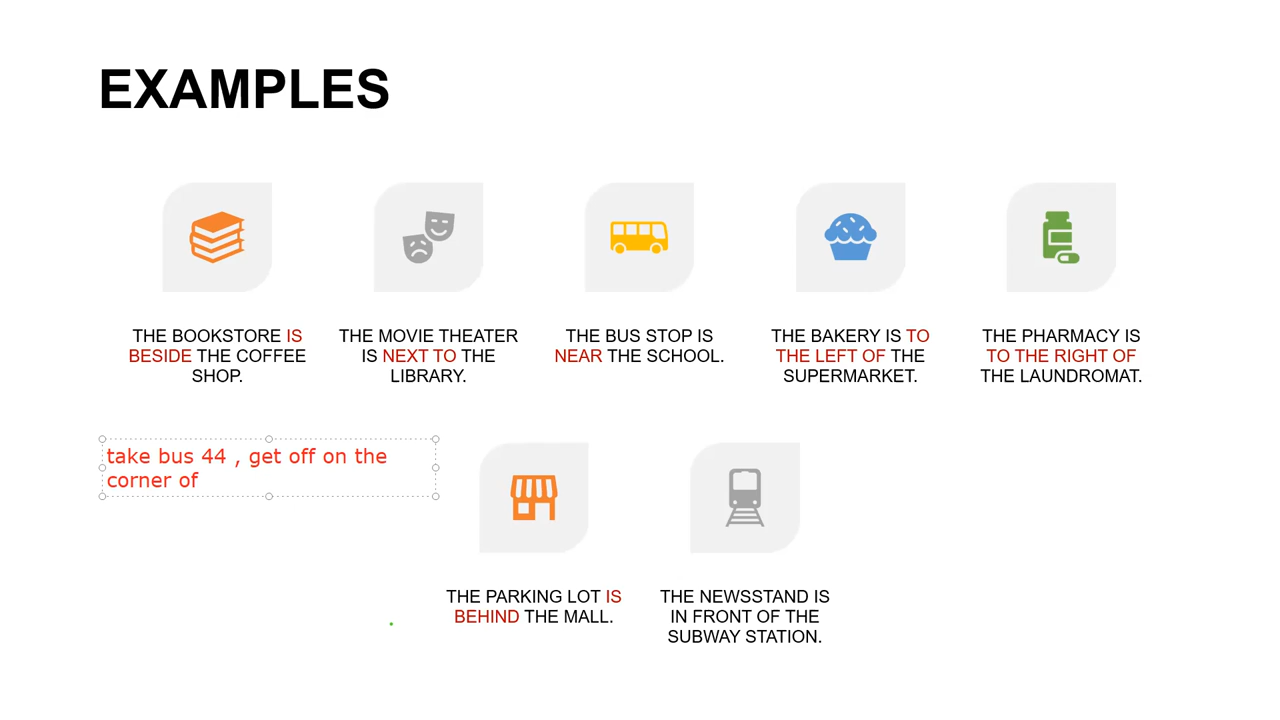 EXAMPLES
THE BOOKSTORE IS
BESIDE THE COFFEE
SHOP.
THE MOVIE THEATER
IS NEXT TO THE
LIBRARY.
THE BUS STOP IS
NEAR THE SCHOOL.
THE BAKERY IS TO
THE LEFT OF THE
SUPERMARKET.
THE PHARMACY IS
TO THE RIGHT OF
THE LAUNDROMAT.
take bus 44 , get off on the
corner of
THE PARKING LOT IS
BEHIND THE MALL.
THE NEWSSTAND IS
IN FRONT OF THE
SUBWAY STATION.